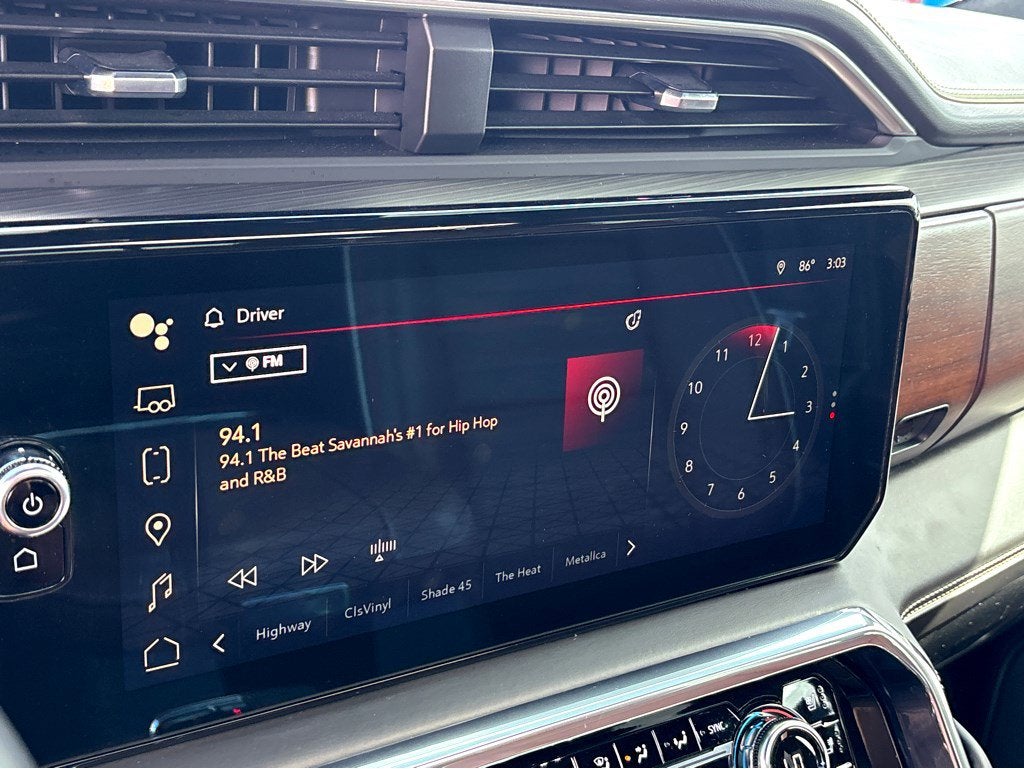 86° 3:03
Driver
FM
94.1
94.1 The Beat Savannah's #1 for Hip Hop
and R&B
12
1
2
3
4
5
6
7
8
9
10
11
Highway
ClsVinyl
Shade 45
The Heat
Metallca
SYNC